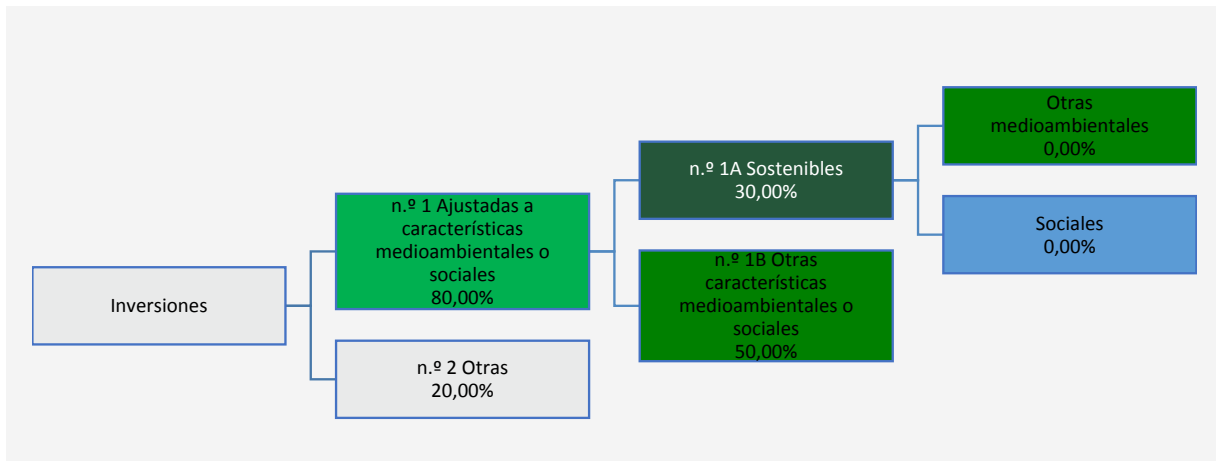 Inversiones
n.º 1 Ajustadas a
características
medioambientales o
sociales
80,00%
n.º 2 Otras
20,00%
n.º 1A Sostenibles
30,00%
n.º 1B Otras
características
medioambientales o
sociales
50,00%
Otras
medioambientales
0,00%
Sociales
0,00%